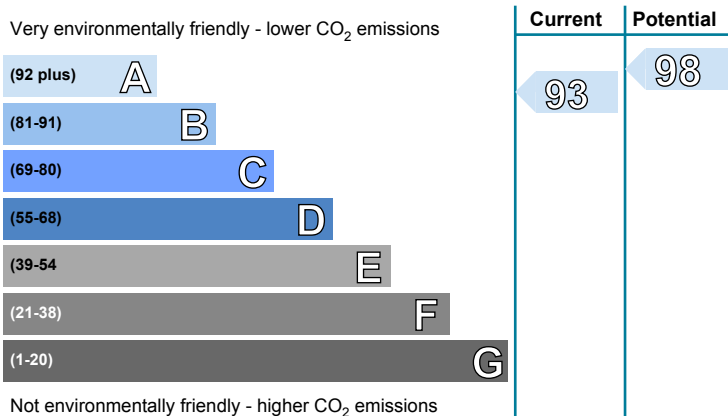 Very environmentally friendly - lower CO2 emissions
Current
Potential
(92 plus) A
(81-91) B
(69-80) C
(55-68) D
(39-54 E
(21-38) F
(1-20) G
93
98
Not environmentally friendly - higher CO2 emissions